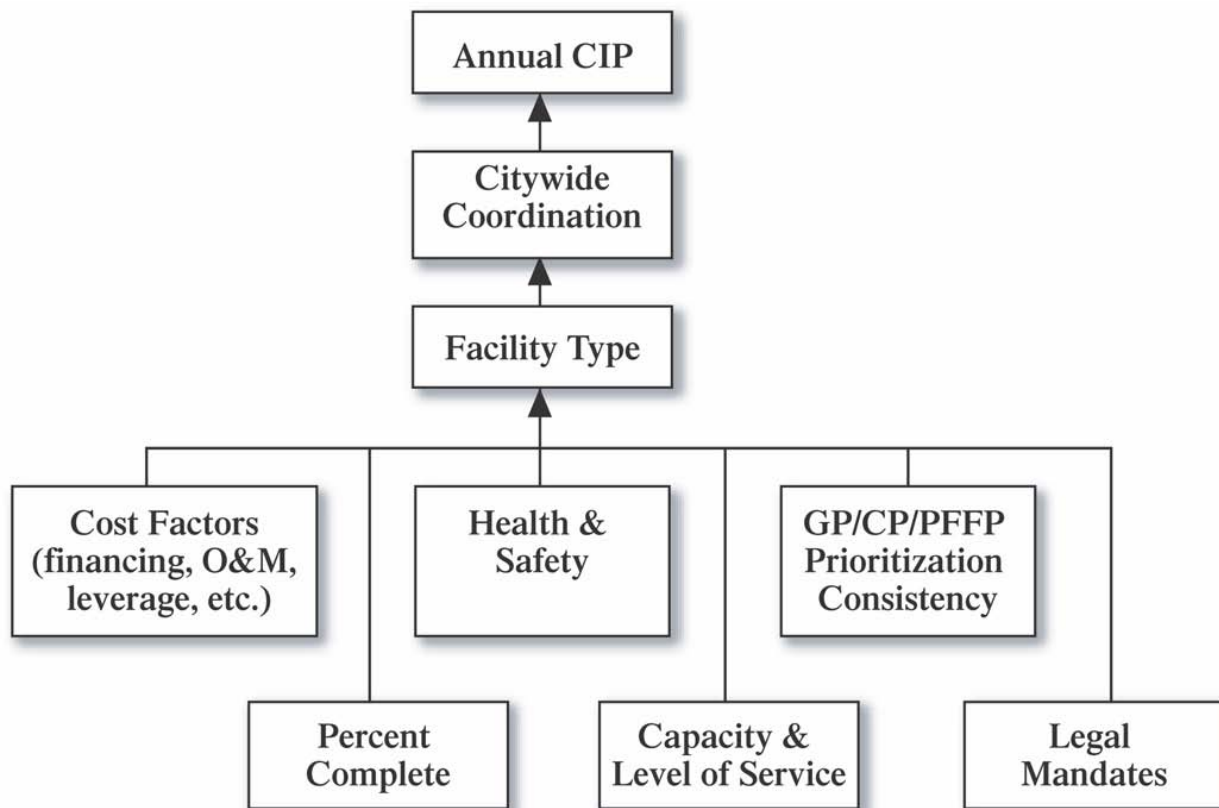 Annual CIP
Citywide
Coordination
Facility Type
Cost Factors
(financing, O&M,
leverage, etc.)
Health &
Safety
GP/CP/PFFP
Prioritization
Consistency
Percent
Complete
Capacity &
Level of Service
Legal
Mandates